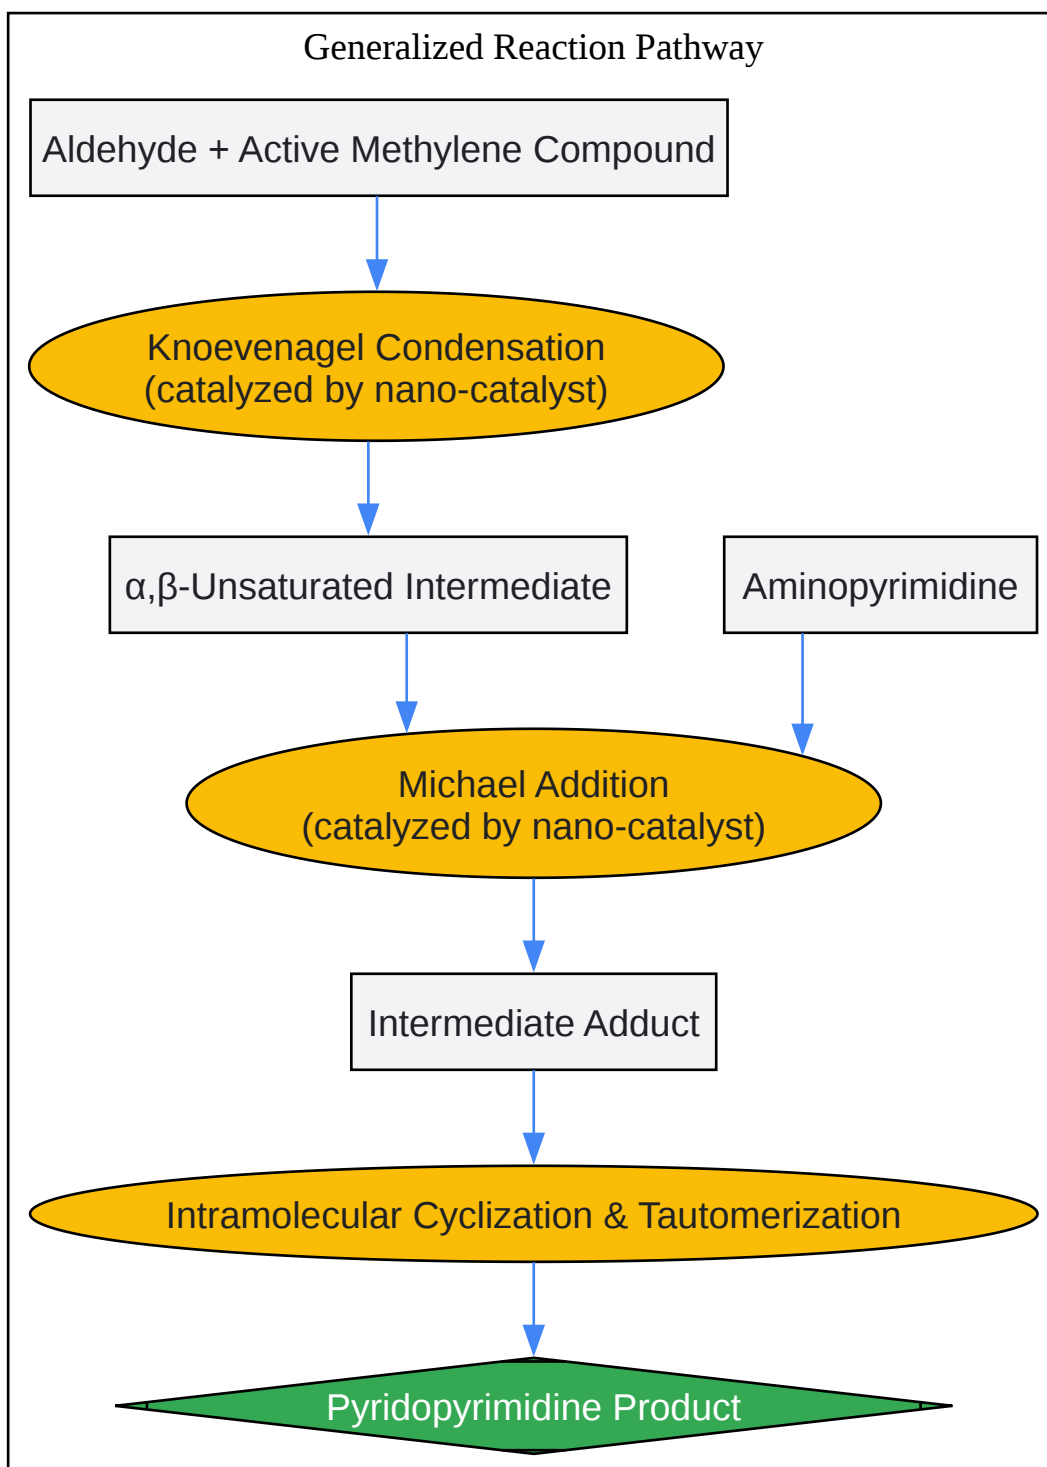 Generalized Reaction Pathway
Aldehyde + Active Methylene Compound
Knoevenagel Condensation
(catalyzed by nano-catalyst)
α,β-Unsaturated Intermediate
Aminopyrimidine
Michael Addition
(catalyzed by nano-catalyst)
Intermediate Adduct
Intramolecular Cyclization & Tautomerization
Pyridopyrimidine Product